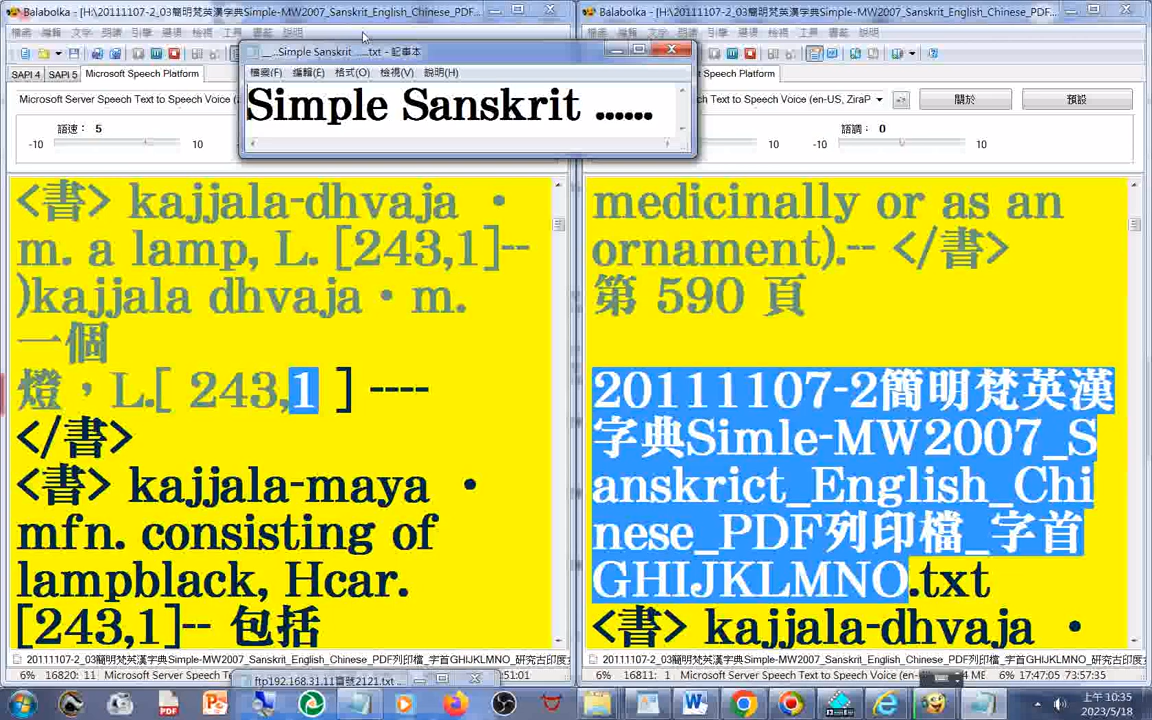 Balabolka - [H:\20111107-2_03簡明梵英漢字典Simple-MW2007_Sanskrit_English_Chinese_PDF...
Balabolka - [H:\20111107-2_03簡明梵英漢字典Simple-MW2007_Sanskrit_English_Chinese_PDF...
__...Simple Sanskrit ......txt - 記事本
檔案(F) 編輯(E) 格式(O) 檢視(V) 說明(H)
Simple Sanskrit ......
SAPI 4 SAPI 5 Microsoft Speech Platform
Speech Platform
Microsoft Server Speech Text to Speech Voice
Text to Speech Voice (en-US, ZiraP
關於
預設
語速： 5
語調： 0
-10
10
10
-10
10
<書> kajjala-dhvaja •
m. a lamp, L. [243,1]--
)kajjala dhvaja • m.
一個
燈，L.[ 243,1 ] ----
</書>
<書> kajjala-maya •
mfn. consisting of
lampblack, Hcar.
[243,1]-- 包括
medicinally or as an
ornament).-- </書>
第 590 頁
20111107-2簡明梵英漢
字典Simle-MW2007_S
anskrict_English_Chi
nese_PDF列印檔_字首
GHIJKLMNO.txt
<書> kajjala-dhvaja •
20111107-2_03簡明梵英漢字典Simple-MW2007_Sanskrit_English_Chinese_PDF列印檔_字首GHIJKLMNO_研究古印度
20111107-2_03簡明梵英漢字典Simple-MW2007_Sanskrit_English_Chinese_PDF列印檔_字首GHIJKLMNO_研究古印度
6% 16820: 11 Microsoft Server Spee
51:01
6% 16811: 1 Microsoft Server Speech Text to Speech Voice (en-
4 ME
17:47:05 73:57:35
上午 10:35
2023/5/18